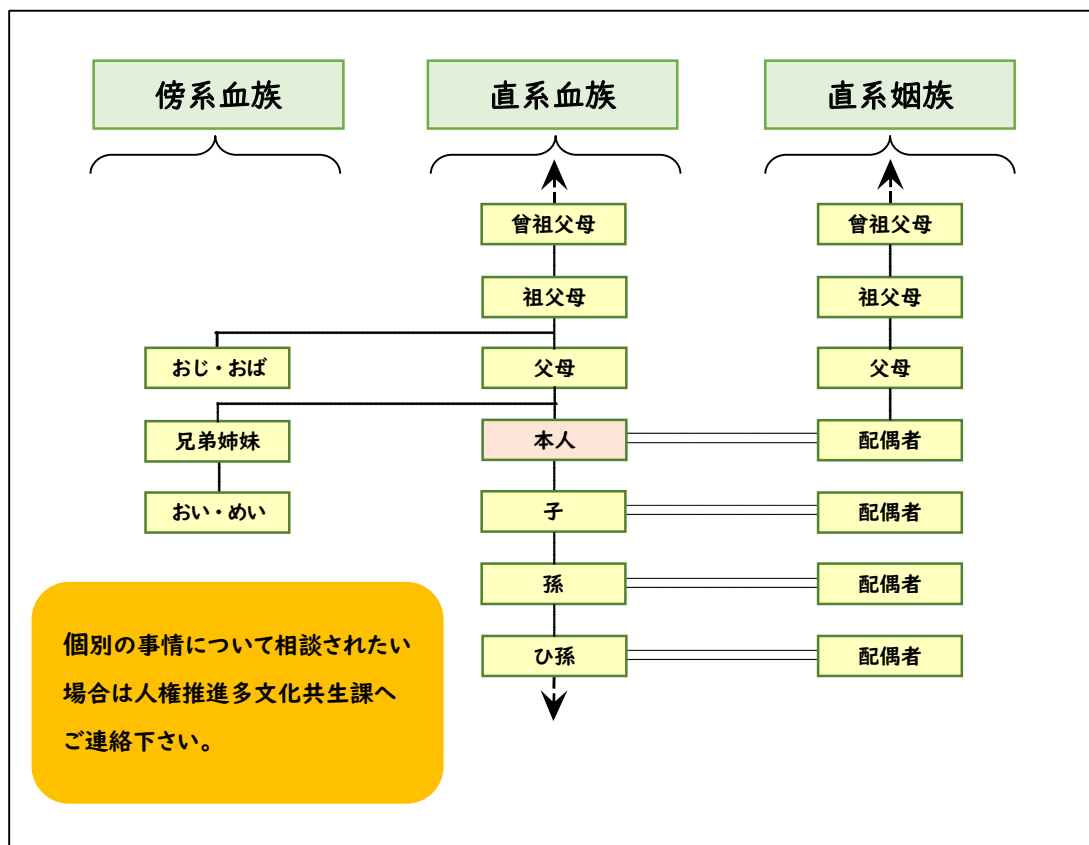 傍系血族
直系血族
直系姻族
曾祖父母
曾祖父母
祖父母
祖父母
おじ・おば
父母
父母
兄弟姉妹
本人
配偶者
おい・めい
子
配偶者
孫
配偶者
ひ孫
配偶者
個別の事情について相談されたい
場合は人権推進多文化共生課へ
ご連絡下さい。